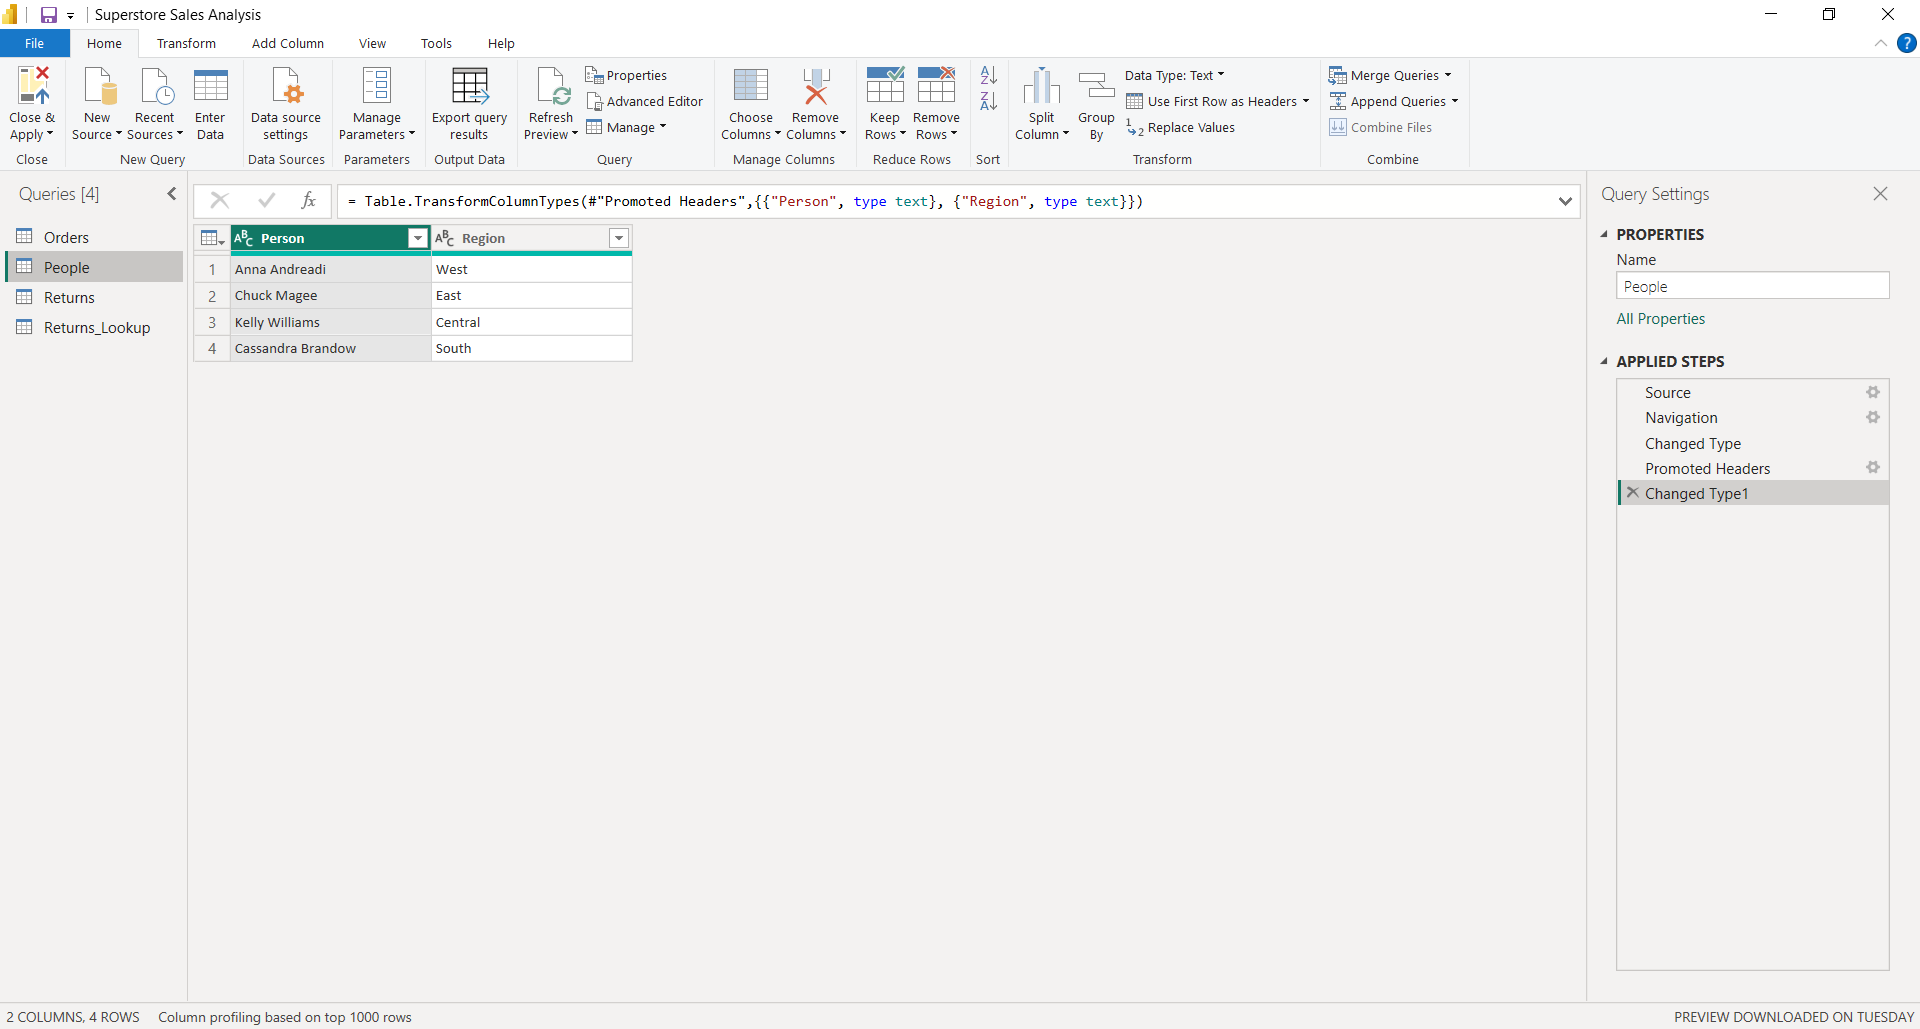 Superstore Sales Analysis
File Home Transform Add Column View Tools Help
Close & Apply
Close
New Source
Recent Sources
Enter Data
New Query
Data source settings
Data Sources
Manage Parameters
Parameters
Export query results
Output Data
Refresh Preview
Properties
Advanced Editor
Manage
Query
Choose Columns
Remove Columns
Manage Columns
Keep Rows
Remove Rows
Reduce Rows
Sort
Split Column
Group By
Data Type: Text
Use First Row as Headers
Replace Values
Transform
Merge Queries
Append Queries
Combine Files
Combine
Queries [4]
Orders
People
Returns
Returns_Lookup
fx
= Table.TransformColumnTypes(#"Promoted Headers",{{"Person", type text}, {"Region", type text}})
ABC Person ABC Region
1 Anna Andreadi West
2 Chuck Magee East
3 Kelly Williams Central
4 Cassandra Brandow South
Query Settings
PROPERTIES
Name
People
All Properties
APPLIED STEPS
Source
Navigation
Changed Type
Promoted Headers
Changed Type1
2 COLUMNS, 4 ROWS Column profiling based on top 1000 rows
PREVIEW DOWNLOADED ON TUESDAY